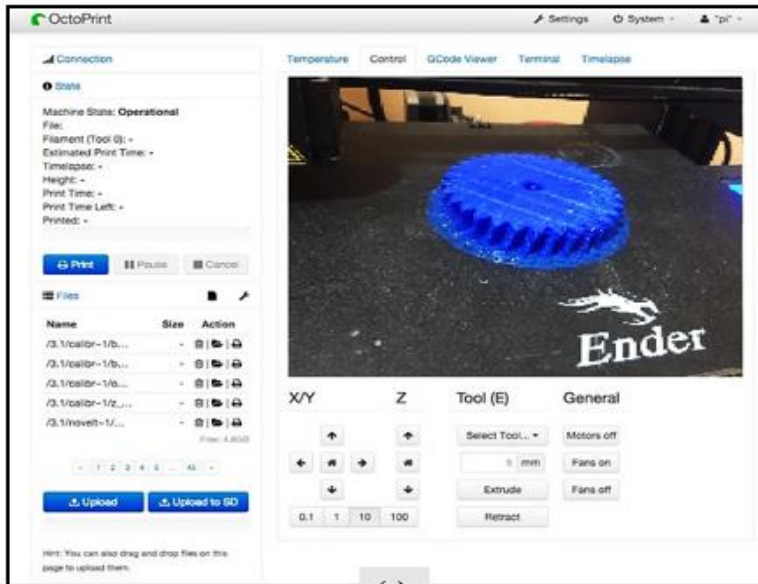 OctoPrint
Settings System "pi"
Connection
State
Machine State: Operational
File:
Filament (Tool 0): -
Estimated Print Time: -
Timelapse: -
Height: -
Print Time: -
Print Time Left: -
Printed: -
Print Pause Cancel
Files
Name Size Action
/3.1/calibr~1/b... -
/3.1/calibr~1/b... -
/3.1/calibr~1/o... -
/3.1/calibr~1/z_... -
/3.1/novelt~1/... -
Free: 4.8GB
« 1 2 3 4 5 ... 45 »
Upload Upload to SD
Hint: You can also drag and drop files on this
page to upload them.
Temperature Control GCode Viewer Terminal Timelapse
Ender
X/Y Z Tool (E) General
Select Tool... Motors off
mm Fans on
Extrude Fans off
0.1 1 10 100 Retract